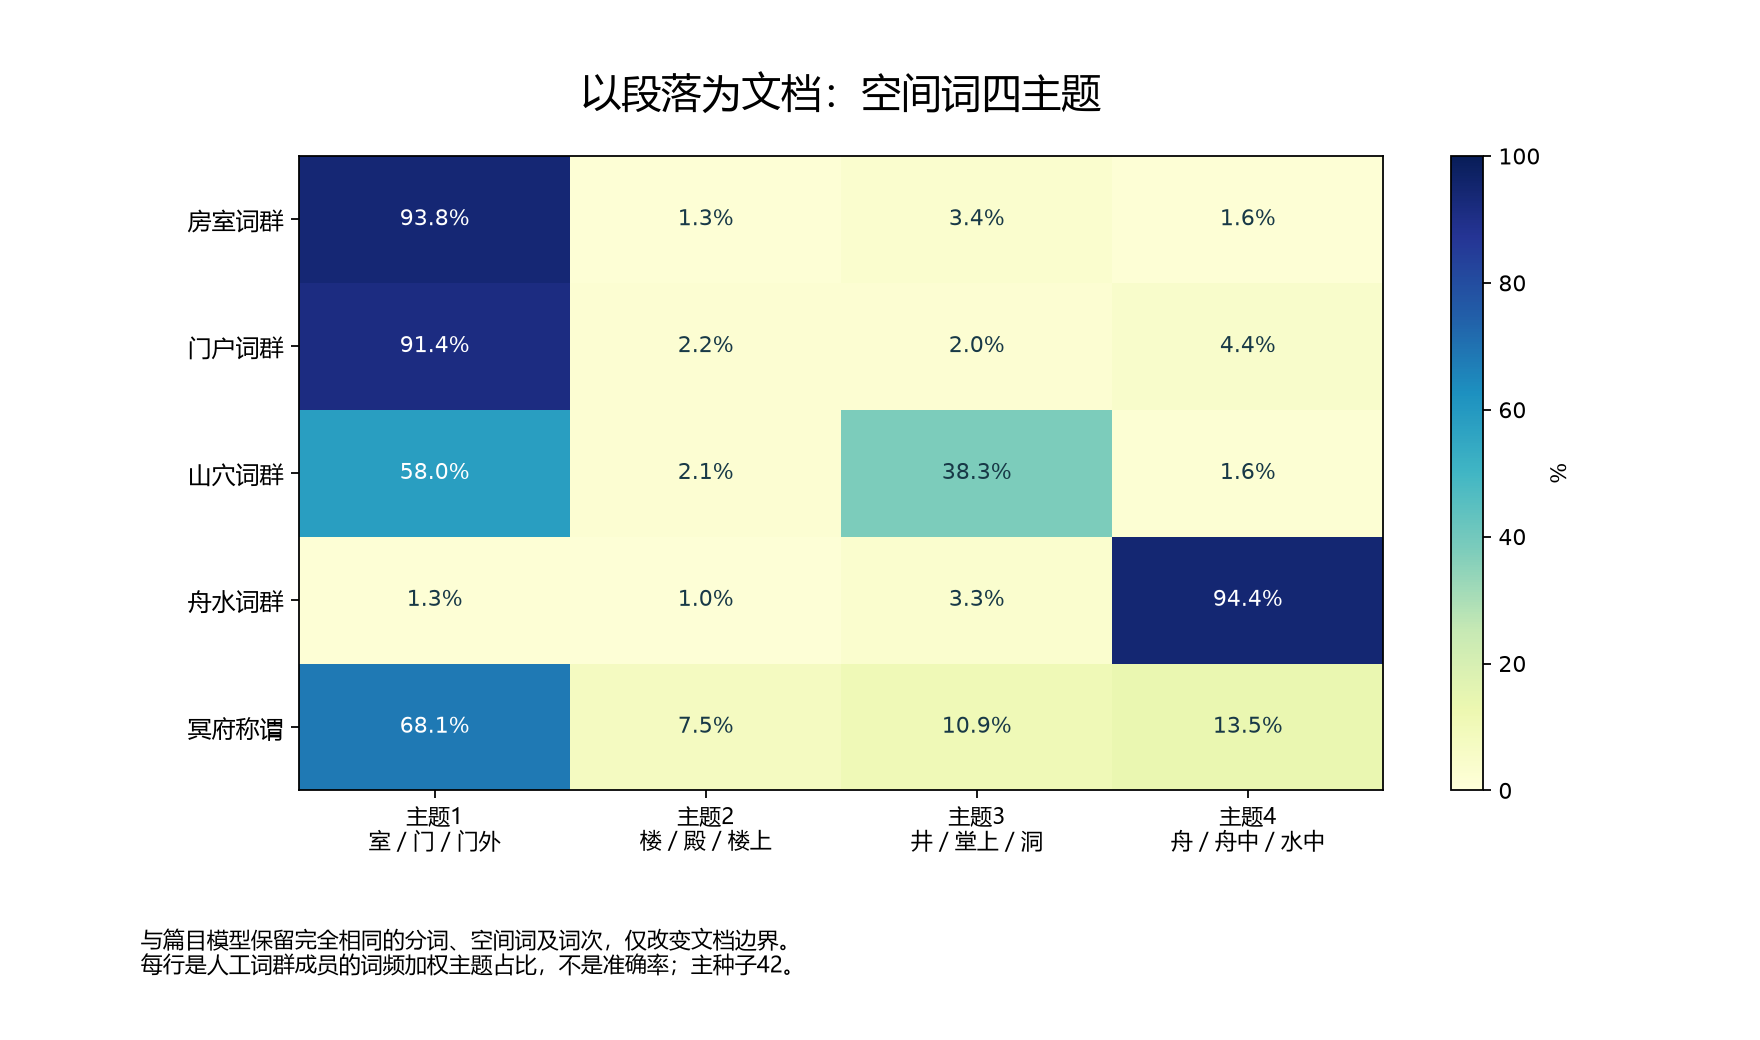 以段落为文档：空间词四主题
房室词群 93.8% 1.3% 3.4% 1.6%
门户词群 91.4% 2.2% 2.0% 4.4%
山穴词群 58.0% 2.1% 38.3% 1.6%
舟水词群 1.3% 1.0% 3.3% 94.4%
冥府称谓 68.1% 7.5% 10.9% 13.5%
主题1 主题2 主题3 主题4
室 / 门 / 门外 楼 / 殿 / 楼上 井 / 堂上 / 洞 舟 / 舟中 / 水中
100
80
60
40
20
0
%
与篇目模型保留完全相同的分词、空间词及词次，仅改变文档边界。
每行是人工词群成员的词频加权主题占比，不是准确率；主种子42。